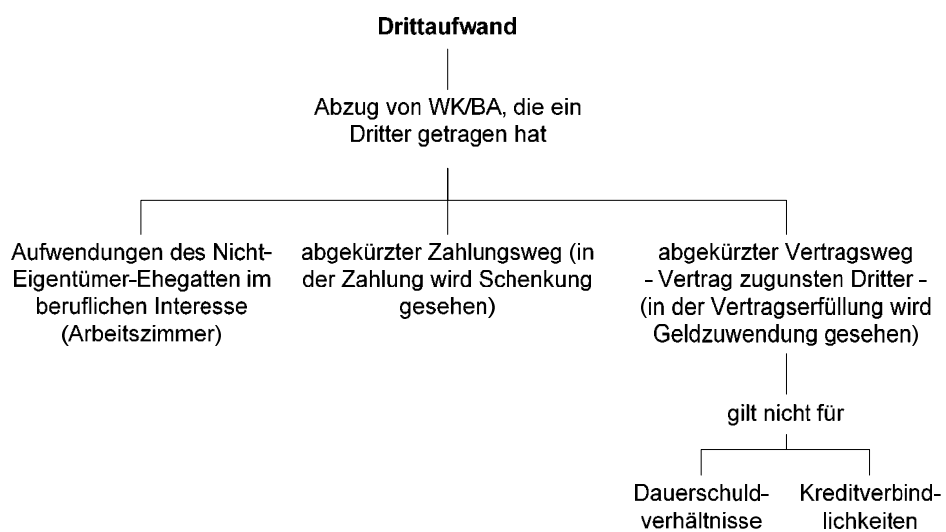 Drittaufwand
Abzug von WK/BA, die ein
Dritter getragen hat
Aufwendungen des Nicht-
Eigentümer-Ehegatten im
beruflichen Interesse
(Arbeitszimmer)
abgekürzter Zahlungsweg (in
der Zahlung wird Schenkung
gesehen)
abgekürzter Vertragsweg
- Vertrag zugunsten Dritter -
(in der Vertragserfüllung wird
Geldzuwendung gesehen)
gilt nicht für
Dauerschuld-
verhältnisse
Kreditverbind-
lichkeiten